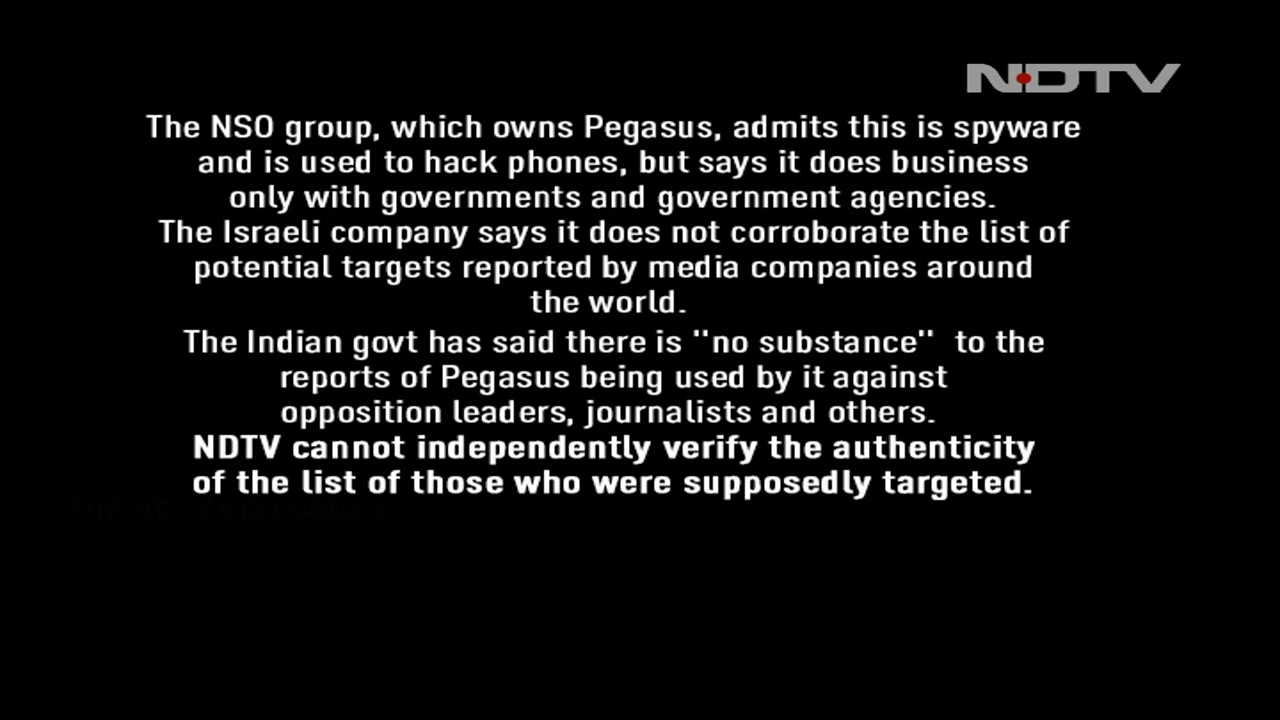 NDTV
The NSO group, which owns Pegasus, admits this is spyware
and is used to hack phones, but says it does business
only with governments and government agencies.
The Israeli company says it does not corroborate the list of
potential targets reported by media companies around
the world.
The Indian govt has said there is "no substance"  to the
reports of Pegasus being used by it against
opposition leaders, journalists and others.
NDTV cannot independently verify the authenticity
of the list of those who were supposedly targeted.